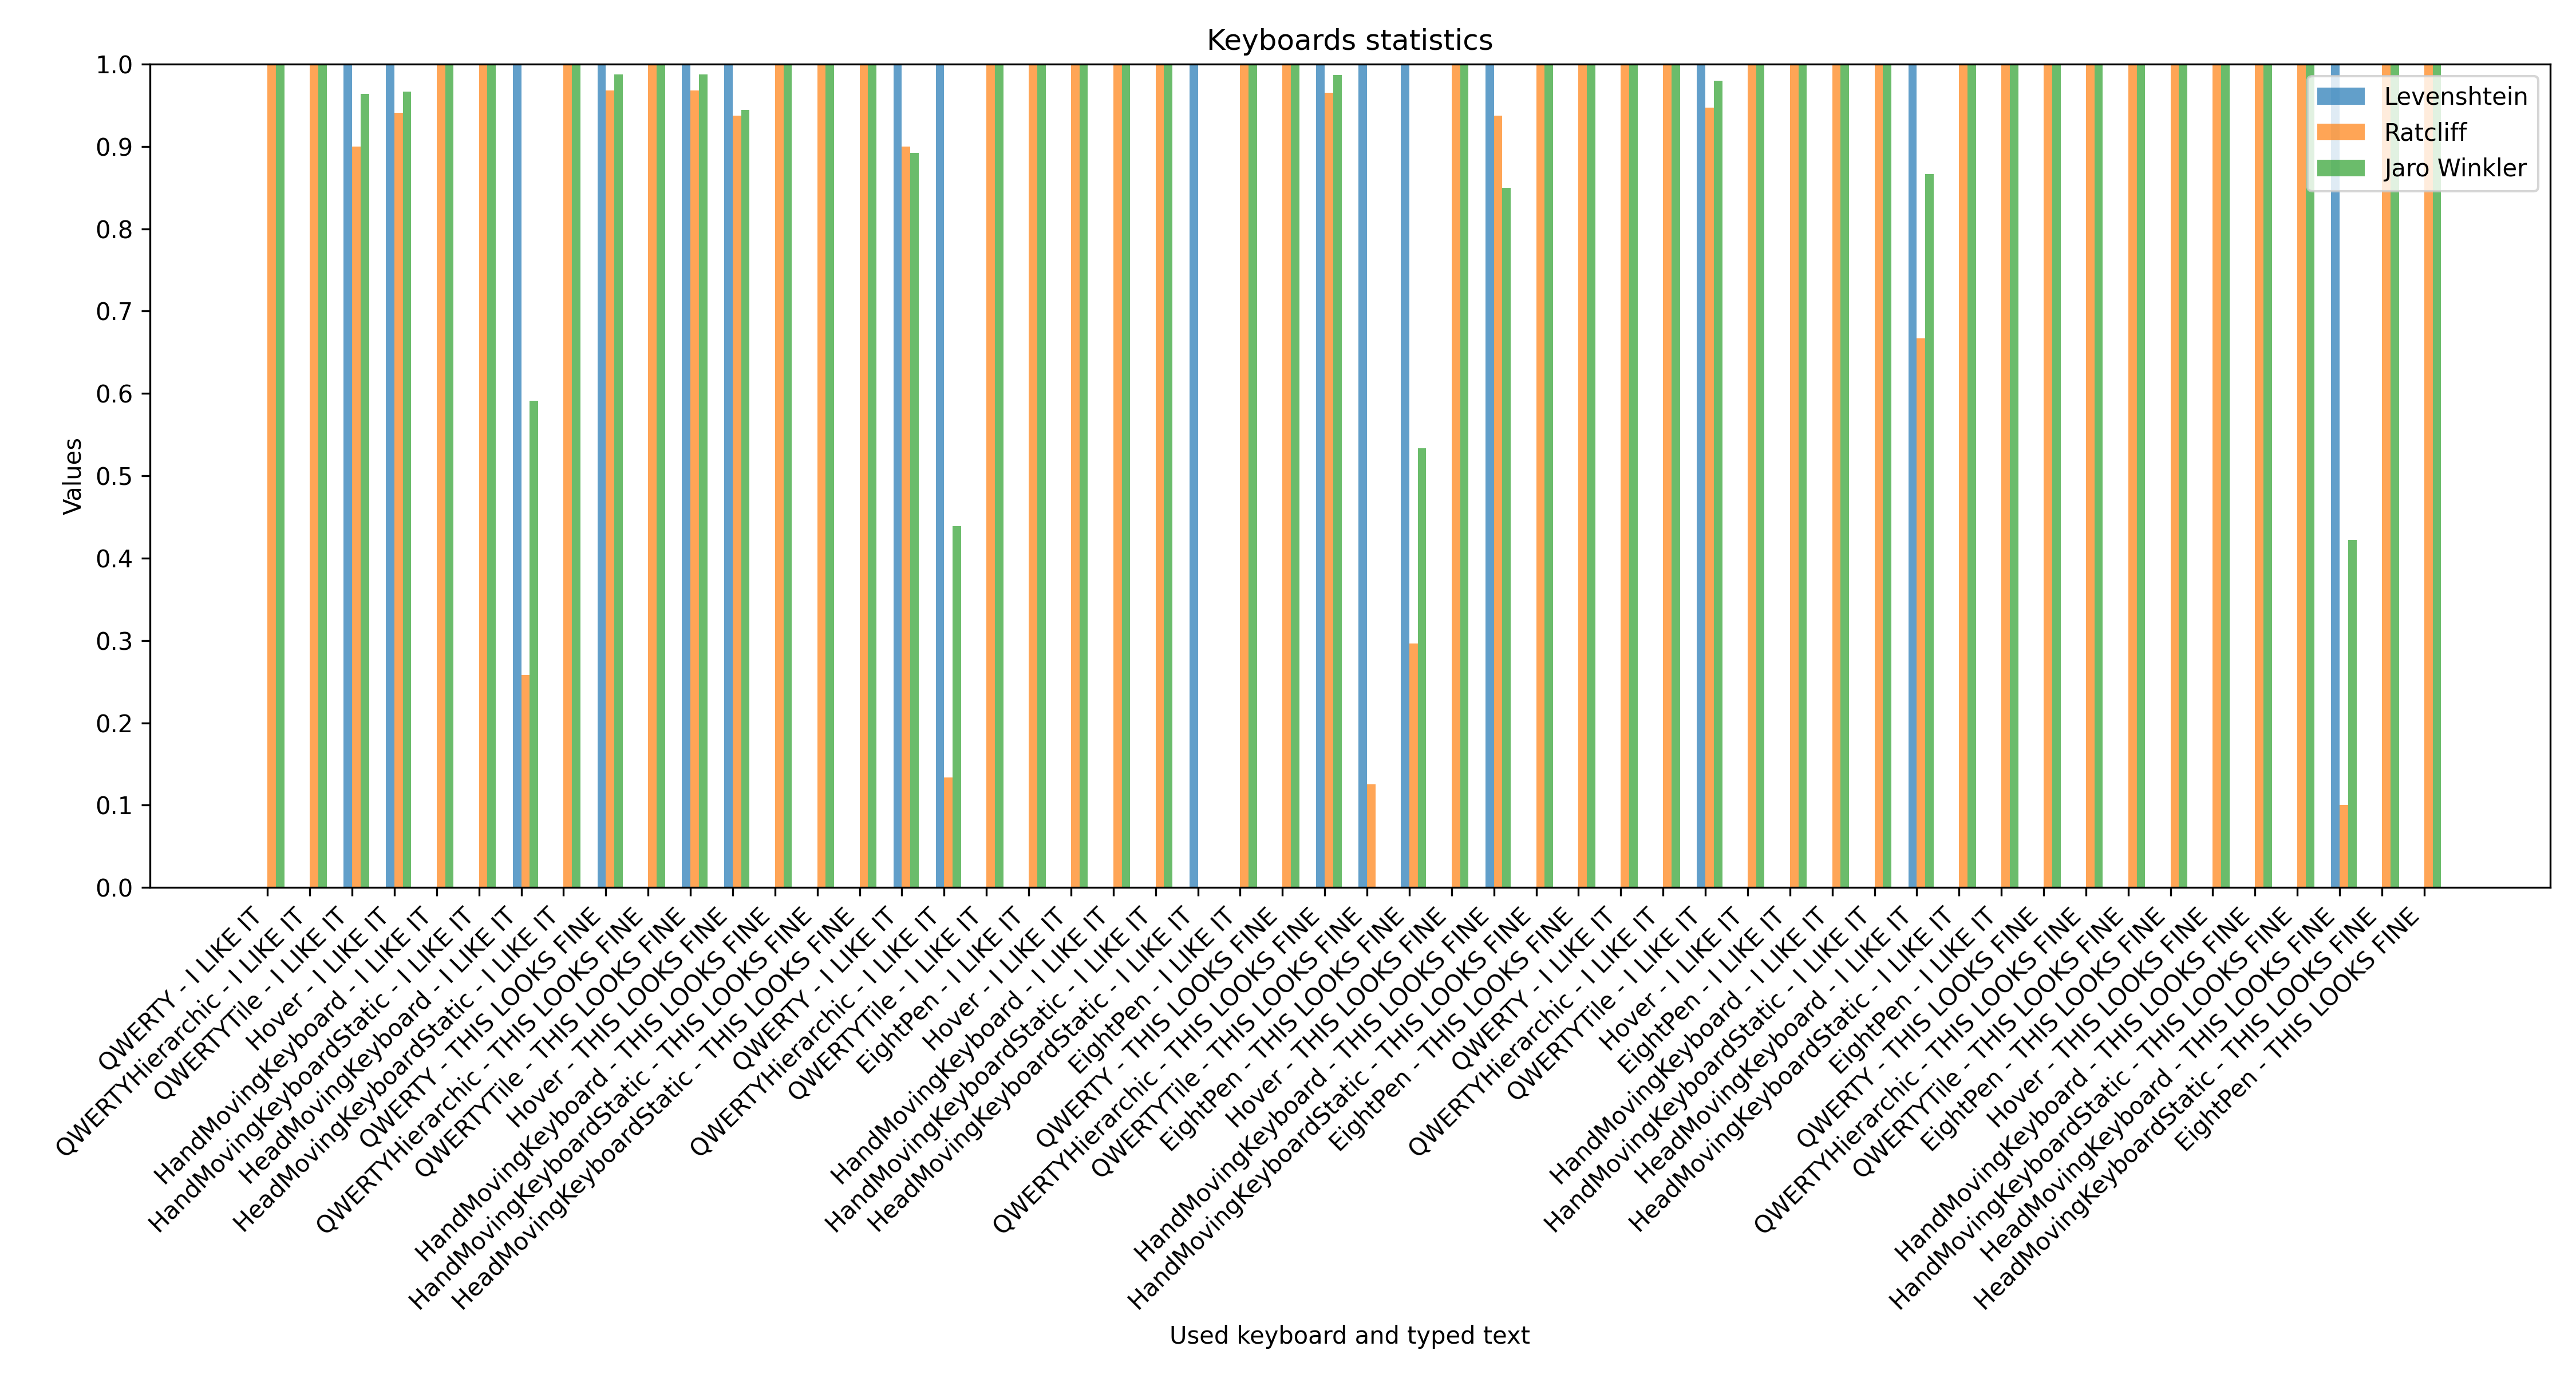 Keyboards statistics
1.0
0.9
0.8
0.7
0.6
0.5
0.4
0.3
0.2
0.1
0.0
Values
Levenshtein
Ratcliff
Jaro Winkler
QWERTY - I LIKE IT
QWERTYHierarchic - I LIKE IT
QWERTYTile - I LIKE IT
Hover - I LIKE IT
HandMovingKeyboard - I LIKE IT
HandMovingKeyboardStatic - I LIKE IT
HeadMovingKeyboard - I LIKE IT
HeadMovingKeyboardStatic - I LIKE IT
QWERTY - THIS LOOKS FINE
QWERTYHierarchic - THIS LOOKS FINE
QWERTYTile - THIS LOOKS FINE
Hover - THIS LOOKS FINE
HandMovingKeyboard - THIS LOOKS FINE
HandMovingKeyboardStatic - THIS LOOKS FINE
HeadMovingKeyboardStatic - THIS LOOKS FINE
QWERTY - I LIKE IT
QWERTYHierarchic - I LIKE IT
QWERTYTile - I LIKE IT
EightPen - I LIKE IT
Hover - I LIKE IT
HandMovingKeyboard - I LIKE IT
HandMovingKeyboardStatic - I LIKE IT
HeadMovingKeyboardStatic - I LIKE IT
EightPen - I LIKE IT
QWERTY - THIS LOOKS FINE
QWERTYHierarchic - THIS LOOKS FINE
QWERTYTile - THIS LOOKS FINE
EightPen - THIS LOOKS FINE
Hover - THIS LOOKS FINE
HandMovingKeyboard - THIS LOOKS FINE
HandMovingKeyboardStatic - THIS LOOKS FINE
EightPen - THIS LOOKS FINE
QWERTY - I LIKE IT
QWERTYHierarchic - I LIKE IT
QWERTYTile - I LIKE IT
Hover - I LIKE IT
EightPen - I LIKE IT
HandMovingKeyboard - I LIKE IT
HandMovingKeyboardStatic - I LIKE IT
HeadMovingKeyboard - I LIKE IT
HeadMovingKeyboardStatic - I LIKE IT
EightPen - I LIKE IT
QWERTY - THIS LOOKS FINE
QWERTYHierarchic - THIS LOOKS FINE
QWERTYTile - THIS LOOKS FINE
EightPen - THIS LOOKS FINE
Hover - THIS LOOKS FINE
HandMovingKeyboard - THIS LOOKS FINE
HandMovingKeyboardStatic - THIS LOOKS FINE
HeadMovingKeyboard - THIS LOOKS FINE
HeadMovingKeyboardStatic - THIS LOOKS FINE
EightPen - THIS LOOKS FINE
Used keyboard and typed text